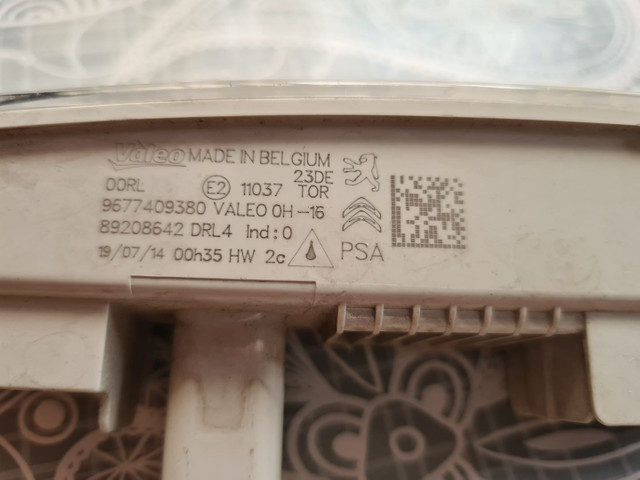 Valeo MADE IN BELGIUM
23DE
00RL E2 11037 TOR
9677409380 VALEO 0H-16
89208642 DRL4 Ind:0
19/07/14 00h35 HW 2c PSA